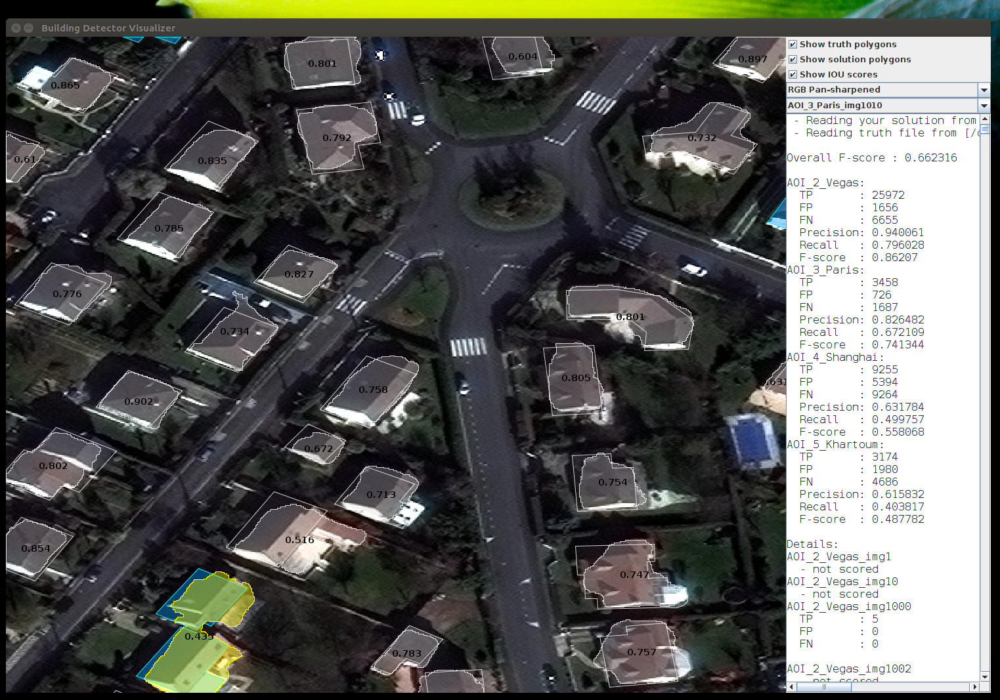 Building Detector Visualizer
0.865
0.801
0.604
0.897
0.61
0.835
0.792
0.732
0.785
0.776
0.827
0.734
0.801
0.902
0.758
0.805
0.631
0.802
0.672
0.713
0.754
0.854
0.516
0.747
0.435
0.783
0.757
Show truth polygons
Show solution polygons
Show IOU scores
RGB Pan-sharpened
AOI_3_Paris_img1010
- Reading your solution from
- Reading truth file from [/
Overall F-score : 0.662316
AOI_2_Vegas:
TP : 25972
FP : 1656
FN : 6655
Precision: 0.940061
Recall : 0.796028
F-score : 0.86207
AOI_3_Paris:
TP : 3458
FP : 726
FN : 1687
Precision: 0.826482
Recall : 0.672109
F-score : 0.741344
AOI_4_Shanghai:
TP : 9255
FP : 5394
FN : 9264
Precision: 0.631784
Recall : 0.499757
F-score : 0.558068
AOI_5_Khartoum:
TP : 3174
FP : 1980
FN : 4686
Precision: 0.615832
Recall : 0.403817
F-score : 0.487782
Details:
AOI_2_Vegas_img1
- not scored
AOI_2_Vegas_img10
- not scored
AOI_2_Vegas_img1000
TP : 5
FP : 0
FN : 0
AOI_2_Vegas_img1002
- not scored